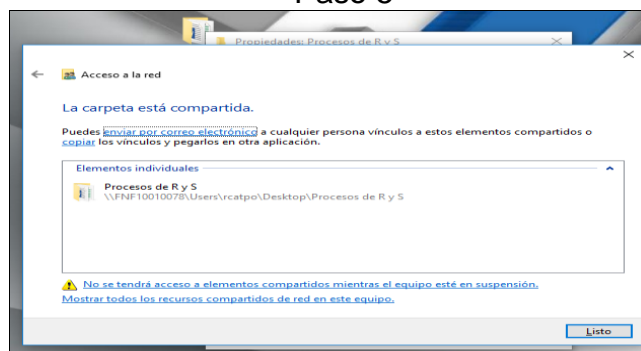 Propiedades: Procesos de R y S
Acceso a la red
La carpeta está compartida.
Puedes enviar por correo electrónico a cualquier persona vínculos a estos elementos compartidos o
copiar los vínculos y pegarlos en otra aplicación.
Elementos individuales
Procesos de R y S
\\FNF10010078\Users\rcatpo\Desktop\Procesos de R y S
No se tendrá acceso a elementos compartidos mientras el equipo esté en suspensión.
Mostrar todos los recursos compartidos de red en este equipo.
Listo